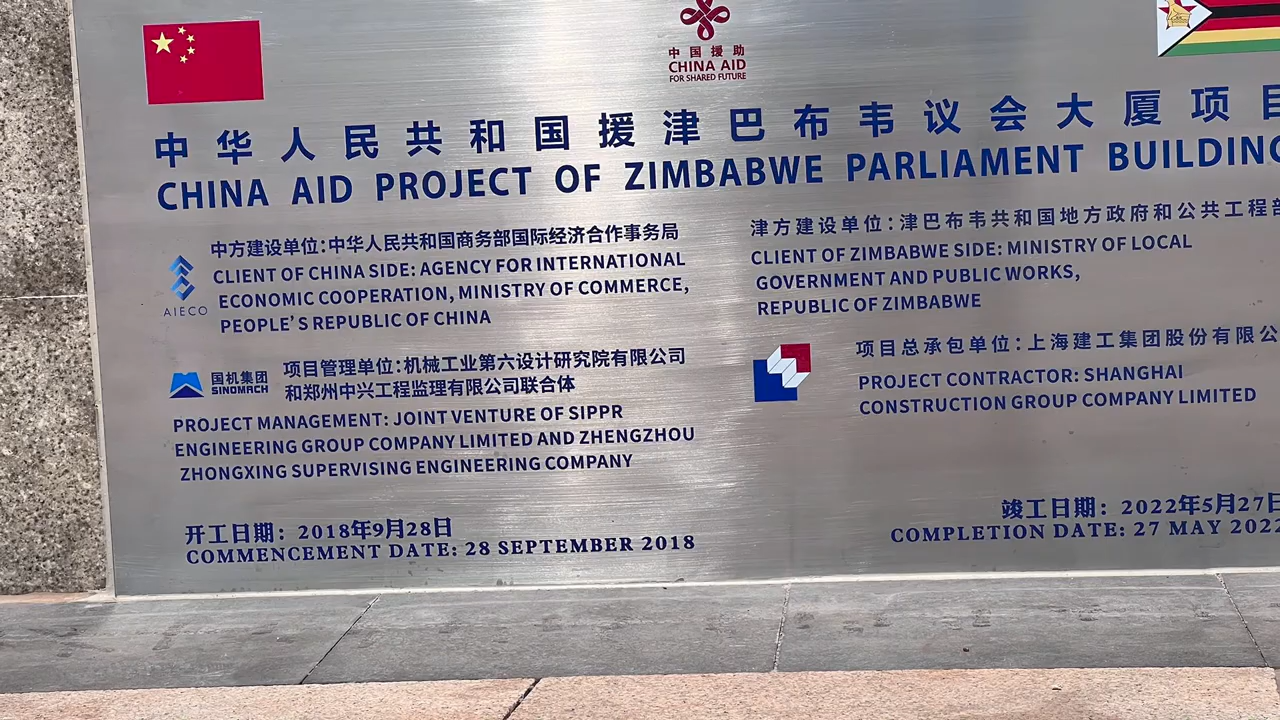 中国援助
CHINA AID
FOR SHARED FUTURE
中华人民共和国援津巴布韦议会大厦项目
CHINA AID PROJECT OF ZIMBABWE PARLIAMENT BUILDING
中方建设单位:中华人民共和国商务部国际经济合作事务局
CLIENT OF CHINA SIDE: AGENCY FOR INTERNATIONAL
ECONOMIC COOPERATION, MINISTRY OF COMMERCE,
PEOPLE'S REPUBLIC OF CHINA
AIECO
津方建设单位:津巴布韦共和国地方政府和公共工程部
CLIENT OF ZIMBABWE SIDE: MINISTRY OF LOCAL
GOVERNMENT AND PUBLIC WORKS,
REPUBLIC OF ZIMBABWE
国机集团
SINOMACH
项目管理单位:机械工业第六设计研究院有限公司
和郑州中兴工程监理有限公司联合体
PROJECT MANAGEMENT: JOINT VENTURE OF SIPPR
ENGINEERING GROUP COMPANY LIMITED AND ZHENGZHOU
ZHONGXING SUPERVISING ENGINEERING COMPANY
项目总承包单位:上海建工集团股份有限公
PROJECT CONTRACTOR: SHANGHAI
CONSTRUCTION GROUP COMPANY LIMITED
开工日期: 2018年9月28日
COMMENCEMENT DATE: 28 SEPTEMBER 2018
竣工日期: 2022年5月27日
COMPLETION DATE: 27 MAY 2022